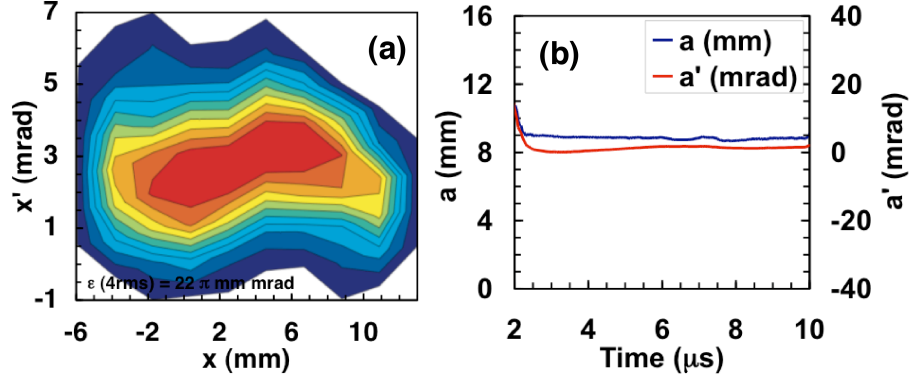 7
5
3
1
-1
x' (mrad)
(a)
ε (4rms) = 22 π mm mrad
-6 -2 2 6 10
x (mm)
16
12
8
4
0
a (mm)
(b)
a (mm)
a' (mrad)
40
20
0
-20
-40
a' (mrad)
2 4 6 8 10
Time (μs)